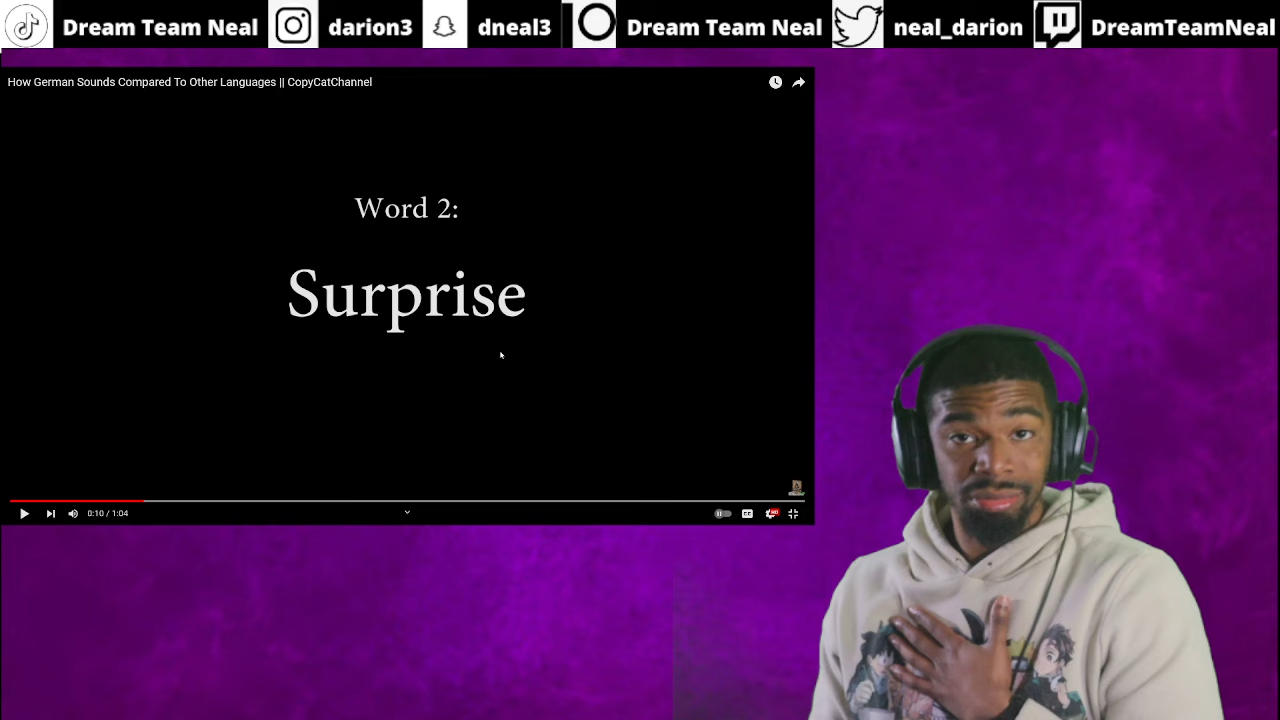 Dream Team Neal darion3 dneal3 Dream Team Neal neal_darion DreamTeamNeal
How German Sounds Compared To Other Languages || CopyCatChannel
Word 2:
Surprise
0:10 / 1:04